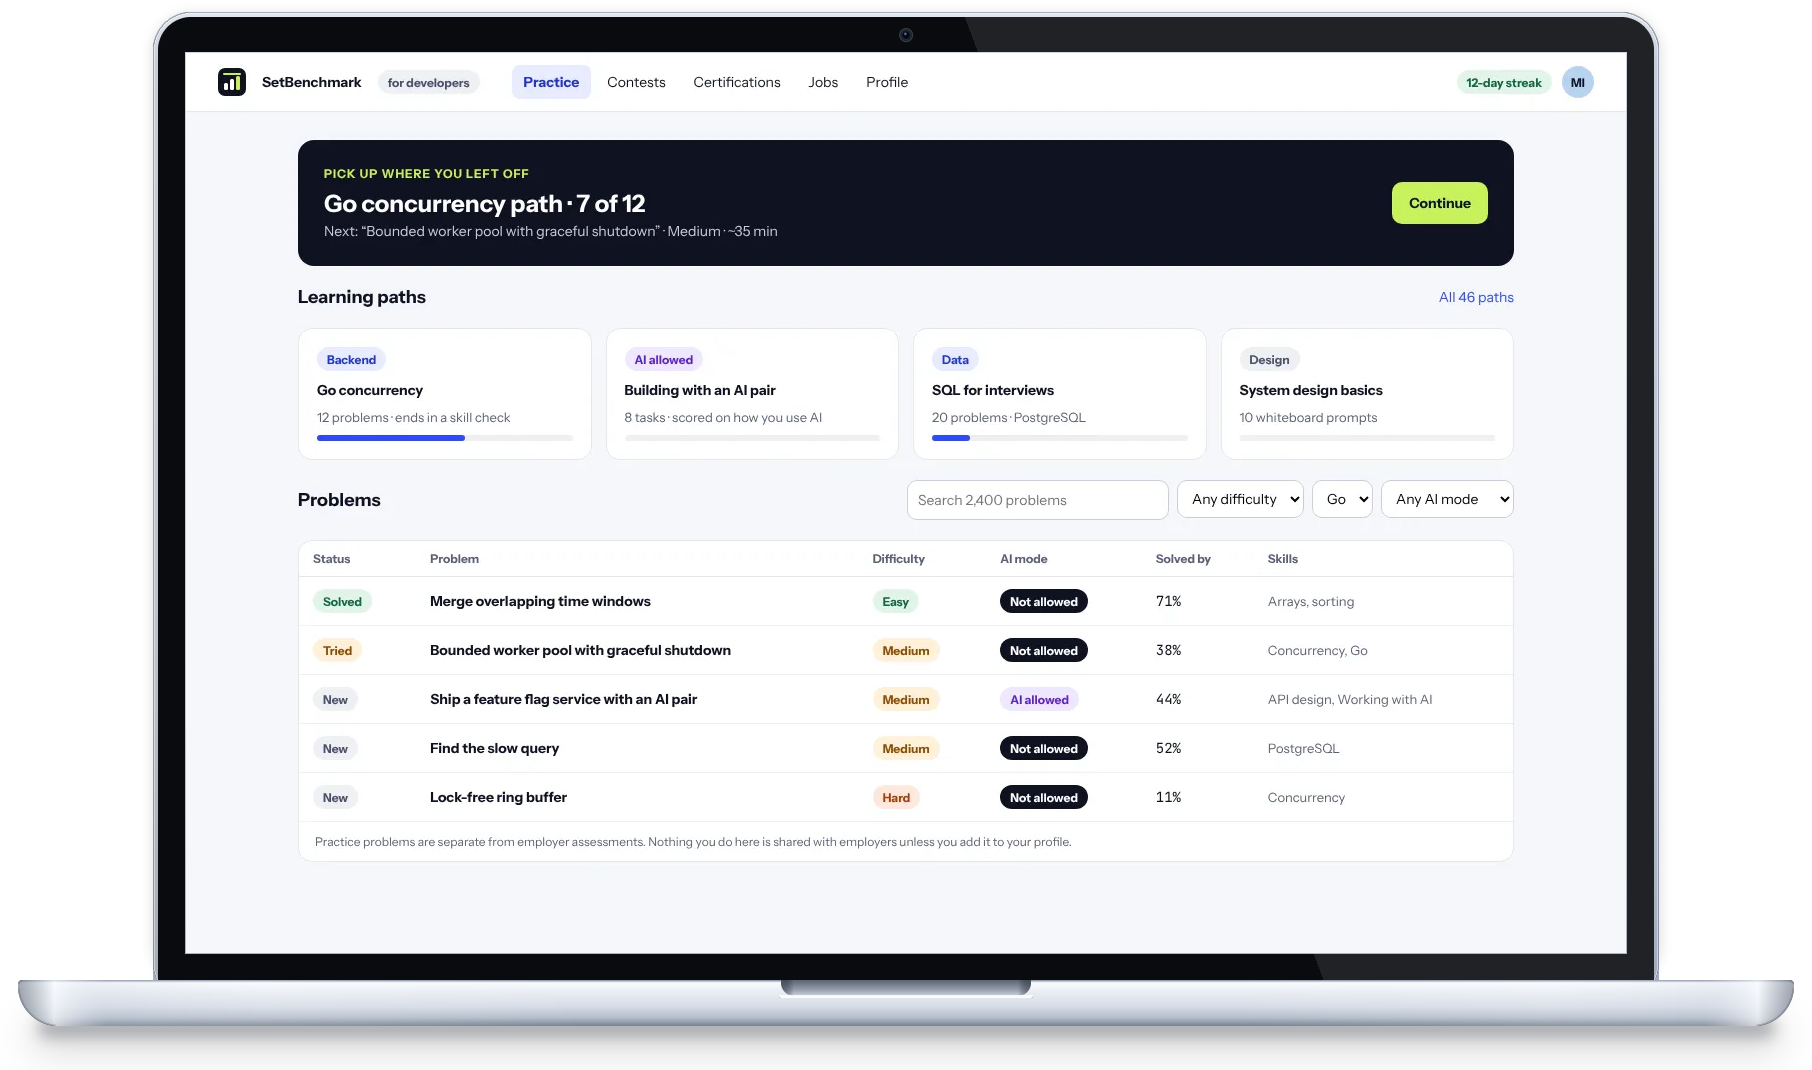 SetBenchmark for developers Practice Contests Certifications Jobs Profile 12-day streak MI
PICK UP WHERE YOU LEFT OFF
Go concurrency path · 7 of 12
Next: “Bounded worker pool with graceful shutdown” · Medium · ~35 min
Continue
Learning paths All 46 paths
Backend
Go concurrency
12 problems · ends in a skill check
AI allowed
Building with an AI pair
8 tasks · scored on how you use AI
Data
SQL for interviews
20 problems · PostgreSQL
Design
System design basics
10 whiteboard prompts
Problems Search 2,400 problems Any difficulty Go Any AI mode
Status Problem Difficulty AI mode Solved by Skills
Solved Merge overlapping time windows Easy Not allowed 71% Arrays, sorting
Tried Bounded worker pool with graceful shutdown Medium Not allowed 38% Concurrency, Go
New Ship a feature flag service with an AI pair Medium AI allowed 44% API design, Working with AI
New Find the slow query Medium Not allowed 52% PostgreSQL
New Lock-free ring buffer Hard Not allowed 11% Concurrency
Practice problems are separate from employer assessments. Nothing you do here is shared with employers unless you add it to your profile.